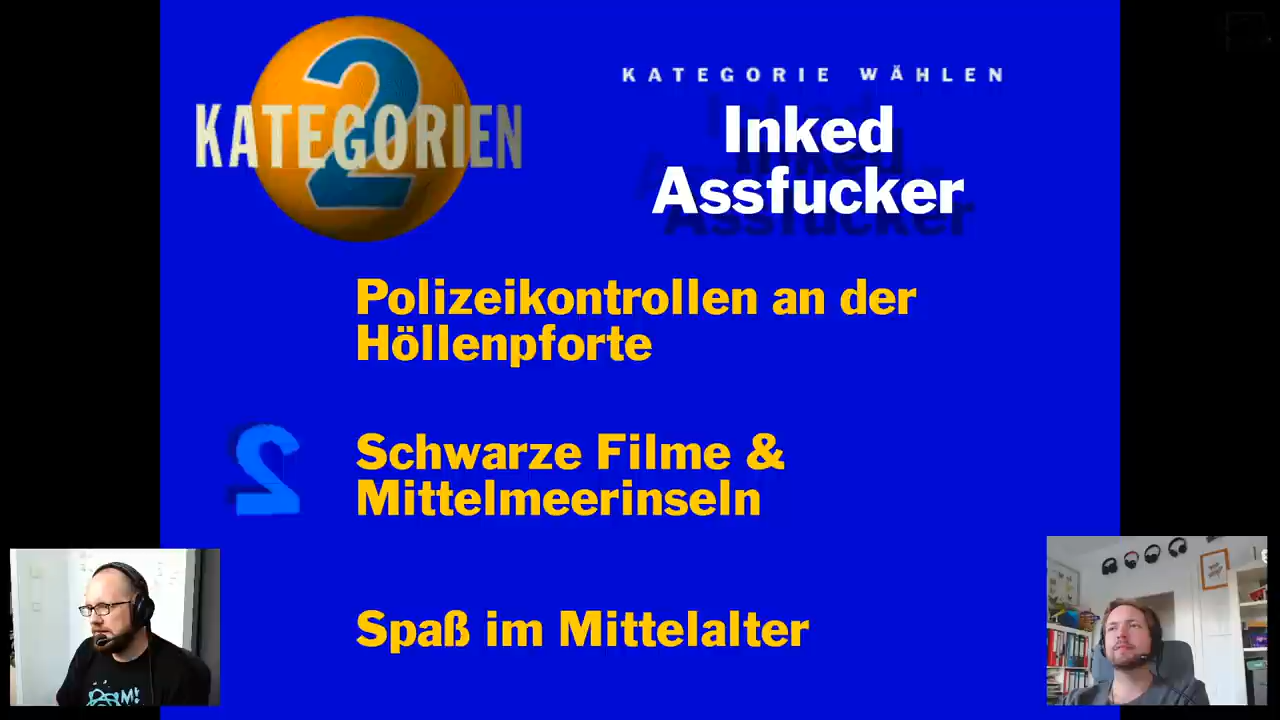 2
KATEGORIEN
KATEGORIE WÄHLEN
Inked
Assfucker
Polizeikontrollen an der
Höllenpforte
2
Schwarze Filme &
Mittelmeerinseln
Spaß im Mittelalter
M!